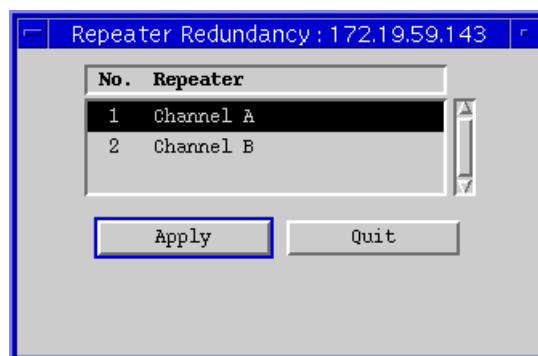 Repeater Redundancy : 172.19.59.143
No. Repeater
1 Channel A
2 Channel B
Apply Quit